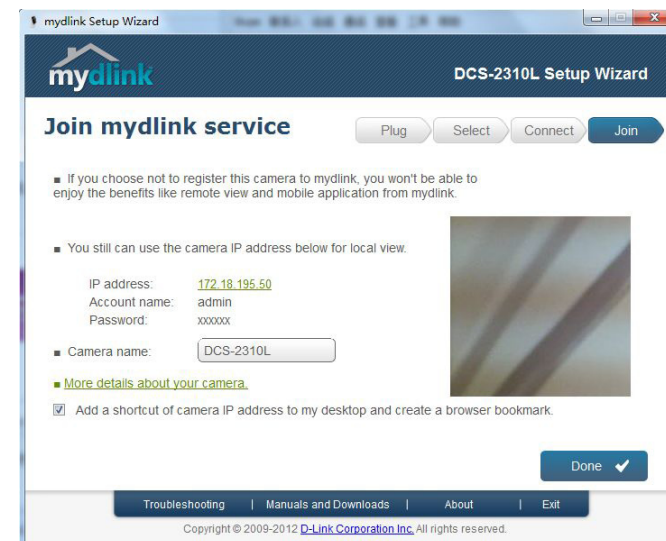 mydlink Setup Wizard
mydlink
DCS-2310L Setup Wizard
Join mydlink service
Plug
Select
Connect
Join
■ If you choose not to register this camera to mydlink, you won't be able to
enjoy the benefits like remote view and mobile application from mydlink.
■ You still can use the camera IP address below for local view.
IP address: 172.18.195.50
Account name: admin
Password: xxxxxx
■ Camera name: DCS-2310L
■ More details about your camera.
Add a shortcut of camera IP address to my desktop and create a browser bookmark.
Done
Troubleshooting | Manuals and Downloads | About | Exit
Copyright © 2009-2012 D-Link Corporation Inc. All rights reserved.